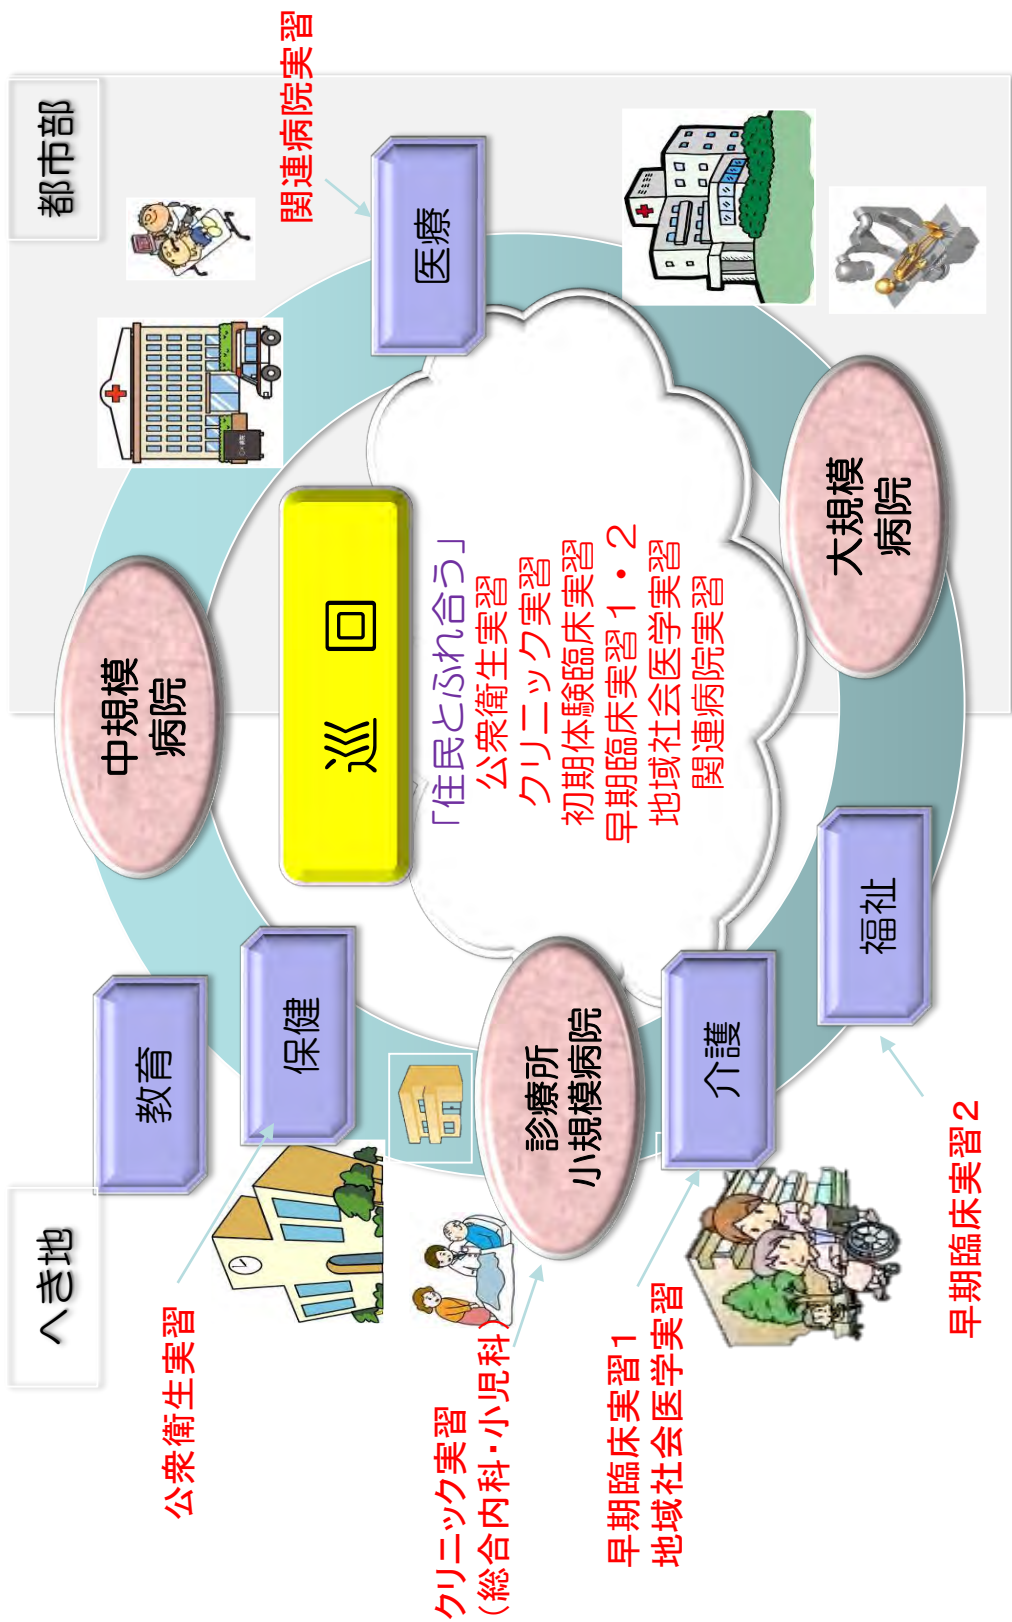 へき地
都市部
公衆衛生実習
教育
中規模
病院
関連病院実習
保健
巡 回
医療
クリニック実習
（総合内科・小児科）
診療所
小規模病院
「住民とふれ合う」
公衆衛生実習
クリニック実習
初期体験臨床実習
早期臨床実習１・２
地域社会医学実習
関連病院実習
早期臨床実習1
地域社会医学実習
介護
大規模
病院
福祉
早期臨床実習２